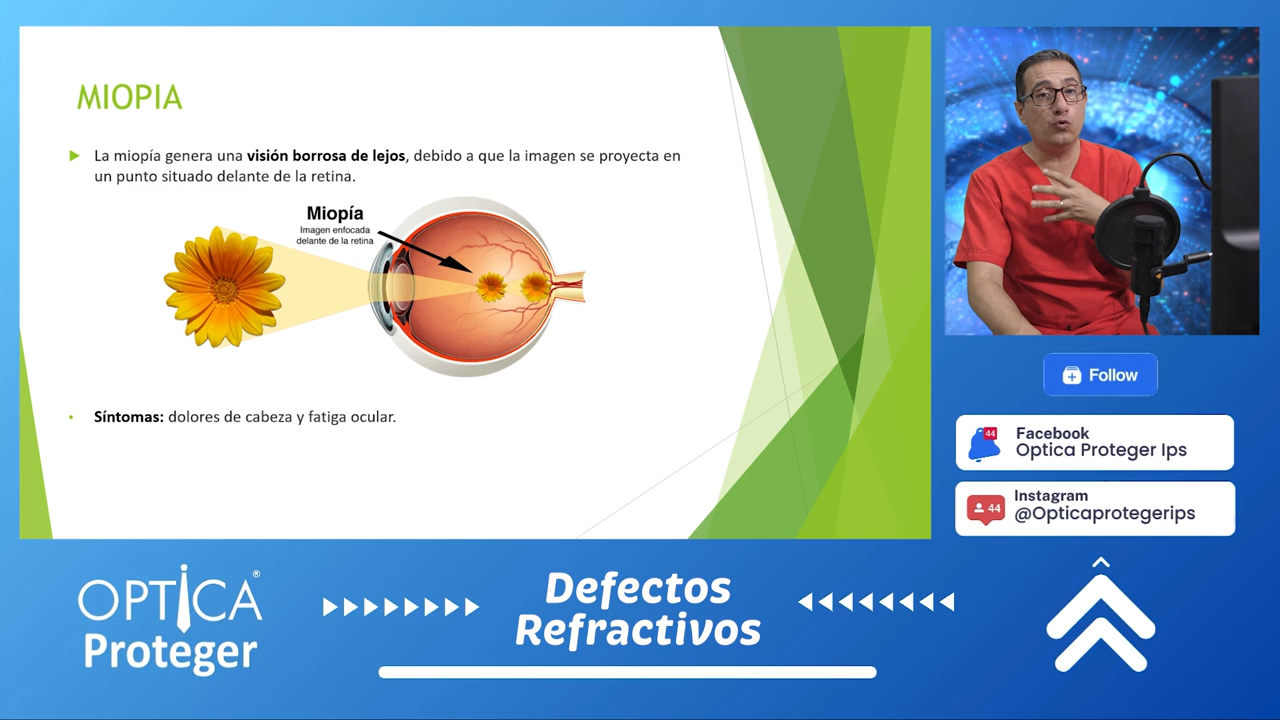 MIOPIA
La miopía genera una visión borrosa de lejos, debido a que la imagen se proyecta en
un punto situado delante de la retina.
Miopía
Imagen enfocada
delante de la retina
Síntomas: dolores de cabeza y fatiga ocular.
Follow
44
Facebook
Optica Proteger Ips
44
Instagram
@Opticaprotegerips
OPTICA®
Proteger
Defectos
Refractivos